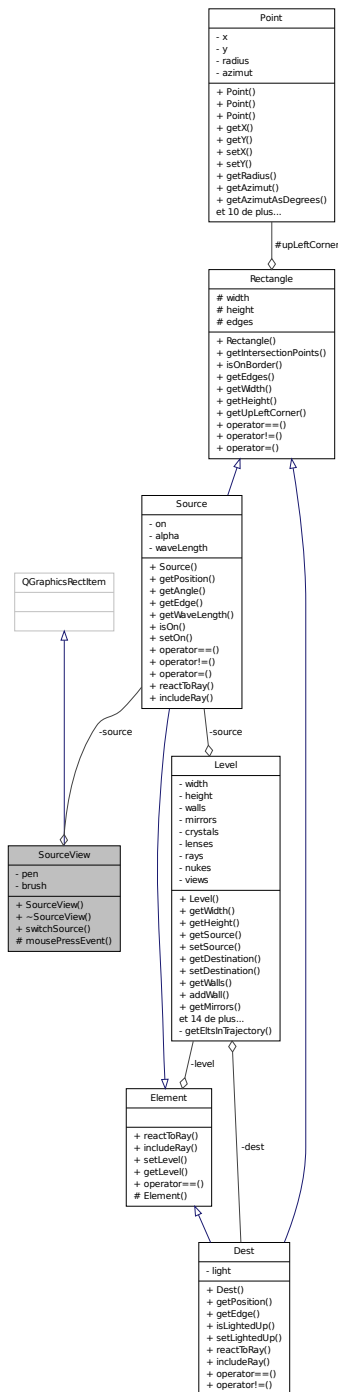 Point
- x
- y
- radius
- azimut
+ Point()
+ Point()
+ Point()
+ getX()
+ getY()
+ setX()
+ setY()
+ getRadius()
+ getAzimut()
+ getAzimutAsDegrees()
et 10 de plus...
#upLeftCorner
Rectangle
# width
# height
# edges
+ Rectangle()
+ getIntersectionPoints()
+ isOnBorder()
+ getEdges()
+ getWidth()
+ getHeight()
+ getUpLeftCorner()
+ operator==()
+ operator!=()
+ operator=()
Source
- on
- alpha
- waveLength
+ Source()
+ getPosition()
+ getAngle()
+ getEdge()
+ getWaveLength()
+ isOn()
+ setOn()
+ operator==()
+ operator!=()
+ operator=()
+ reactToRay()
+ includeRay()
QGraphicsRectItem
-source
-source
Level
- width
- height
- walls
- mirrors
- crystals
- lenses
- rays
- nukes
- views
+ Level()
+ getWidth()
+ getHeight()
+ getSource()
+ setSource()
+ getDestination()
+ setDestination()
+ getWalls()
+ addWall()
+ getMirrors()
et 14 de plus...
- getEltsInTrajectory()
SourceView
- pen
- brush
+ SourceView()
+ ~SourceView()
+ switchSource()
# mousePressEvent()
-level
Element
+ reactToRay()
+ includeRay()
+ setLevel()
+ getLevel()
+ operator==()
# Element()
-dest
Dest
- light
+ Dest()
+ getPosition()
+ getEdge()
+ isLightedUp()
+ setLightedUp()
+ reactToRay()
+ includeRay()
+ operator==()
+ operator!=()